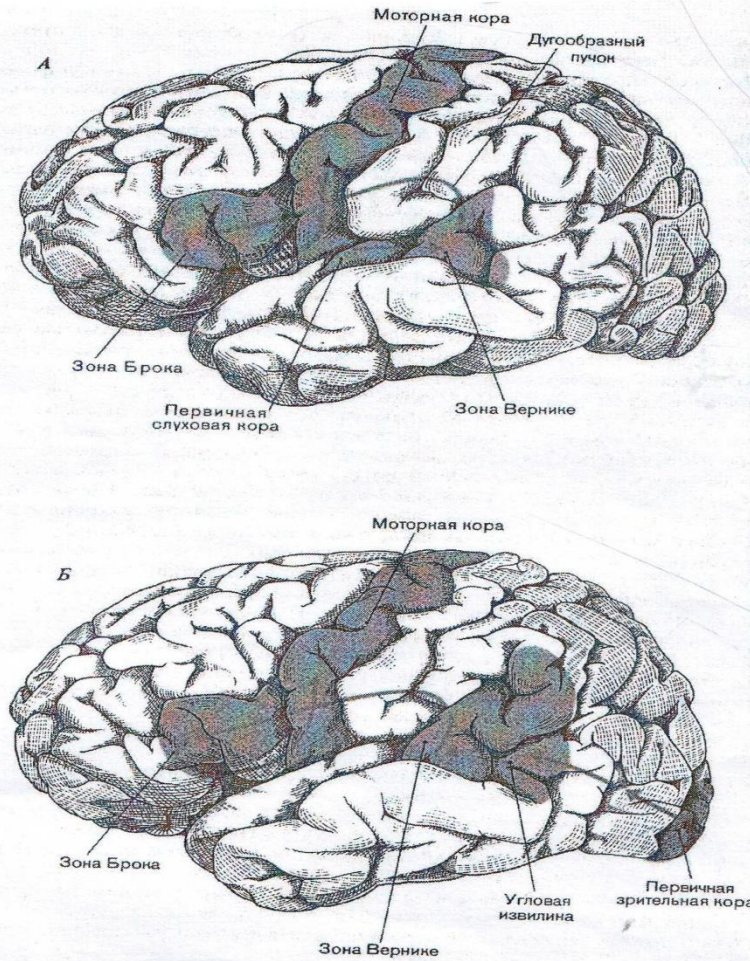 Моторная кора
Дугообразный
пучок
А
Зона Брока
Первичная
слуховая кора
Зона Вернике
Моторная кора
Б
Зона Брока
Угловая
извилина
Первичная
зрительная кора
Зона Вернике